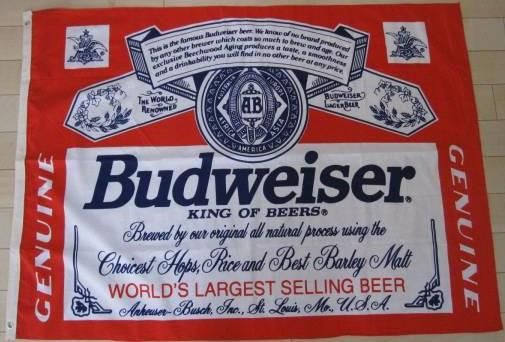 This is the famous Budweiser beer. We know of no brand produced
by any other brewer which costs so much to brew and age. Our
exclusive Beechwood Aging produces a taste, a smoothness
and a drinkability you will find in no other beer at any price.
THE WORLD
RENOWNED
BUDWEISER
LAGER BEER
AB
AFRICA
ASIA
AMERICA
Budweiser®
KING OF BEERS®
Brewed by our original all natural process using the
Choicest Hops, Rice and Best Barley Malt
WORLD'S LARGEST SELLING BEER
Anheuser-Busch, Inc., St. Louis, Mo., U.S.A.
GENUINE
GENUINE